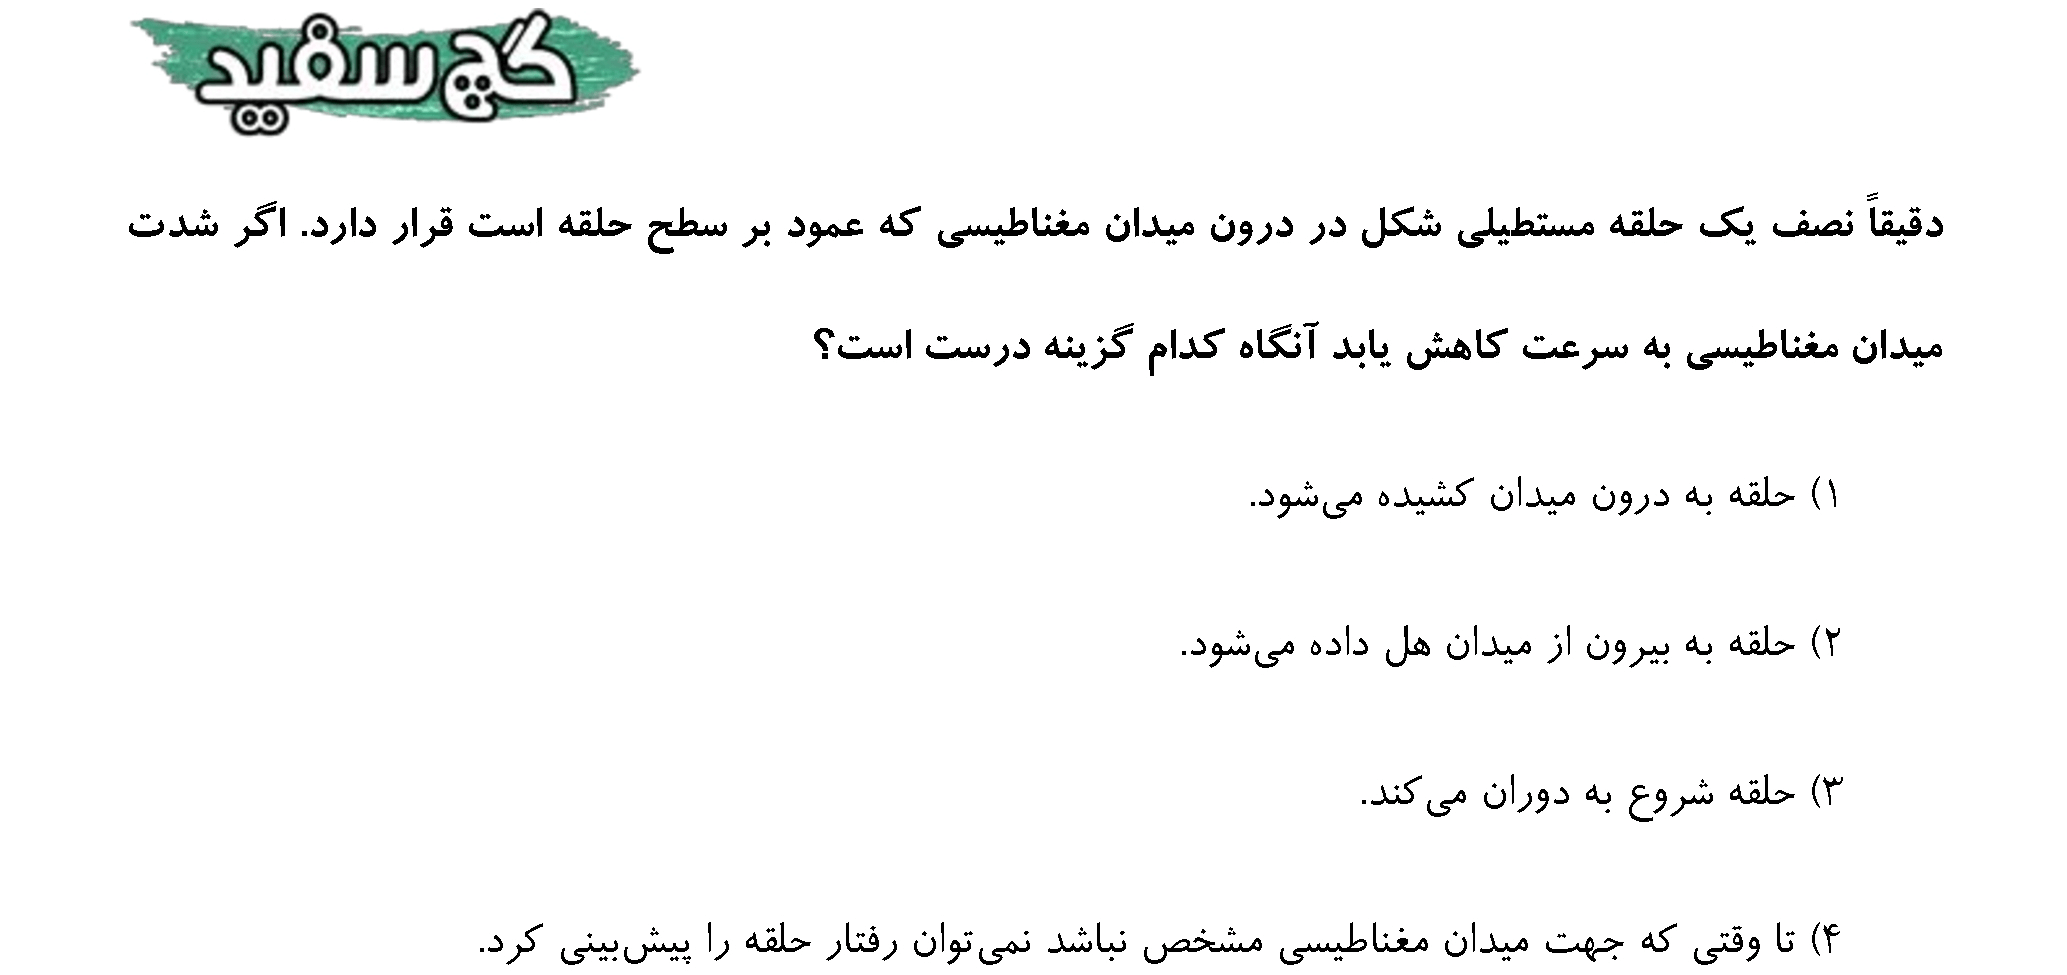 گچ سفید
دقیقاً نصف یک حلقه مستطیلی شکل در درون میدان مغناطیسی که عمود بر سطح حلقه است قرار دارد. اگر شدت
میدان مغناطیسی به سرعت کاهش یابد آنگاه کدام گزینه درست است؟
۱) حلقه به درون میدان کشیده می‌شود.
۲) حلقه به بیرون از میدان هل داده می‌شود.
۳) حلقه شروع به دوران می‌کند.
۴) تا وقتی که جهت میدان مغناطیسی مشخص نباشد نمی‌توان رفتار حلقه را پیش‌بینی کرد.